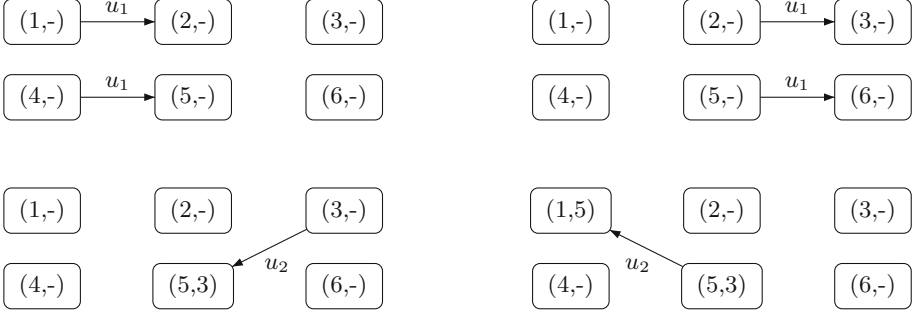 u₁ u₁
(1,-) (2,-) (3,-) (1,-) (2,-) (3,-)
u₁ u₁
(4,-) (5,-) (6,-) (4,-) (5,-) (6,-)
(1,-) (2,-) (3,-) (1,5) (2,-) (3,-)
u₂ u₂
(4,-) (5,3) (6,-) (4,-) (5,3) (6,-)